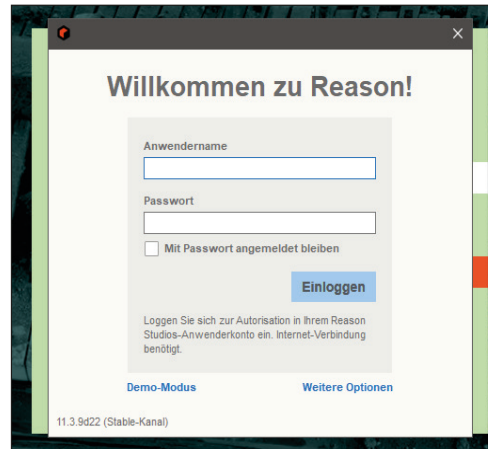 Willkommen zu Reason!
Anwendername
Passwort
Mit Passwort angemeldet bleiben
Einloggen
Loggen Sie sich zur Autorisation in Ihrem Reason
Studios-Anwenderkonto ein. Internet-Verbindung
benötigt.
Demo-Modus Weitere Optionen
11.3.9d22 (Stable-Kanal)